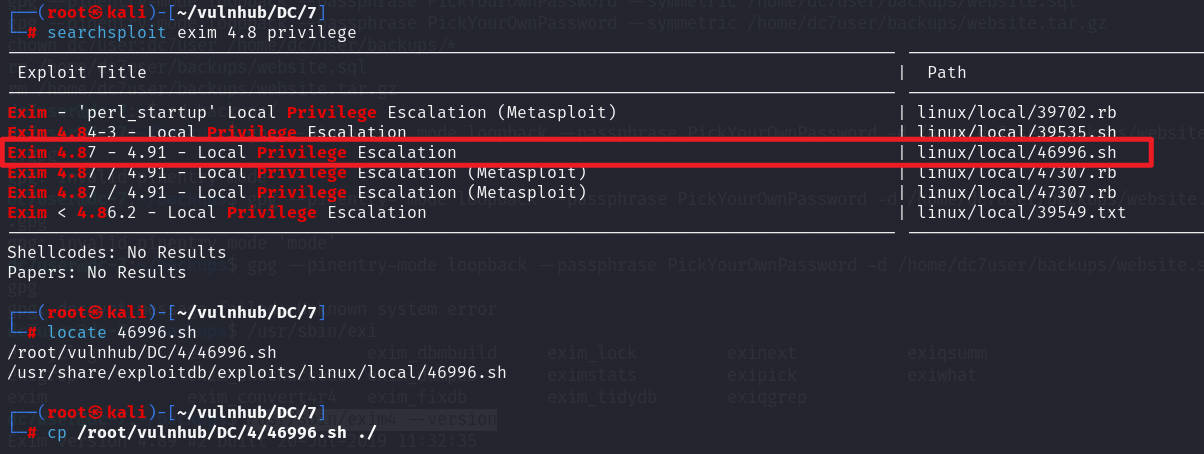 ┌──(root㉿kali)-[~/vulnhub/DC/7]
└─# searchsploit exim 4.8 privilege
Exploit Title | Path
Exim - 'perl_startup' Local Privilege Escalation (Metasploit) | linux/local/39702.rb
Exim 4.84-3 - Local Privilege Escalation | linux/local/39535.sh
Exim 4.87 - 4.91 - Local Privilege Escalation | linux/local/46996.sh
Exim 4.87 / 4.91 - Local Privilege Escalation (Metasploit) | linux/local/47307.rb
Exim 4.87 / 4.91 - Local Privilege Escalation (Metasploit) | linux/local/47307.rb
Exim < 4.86.2 - Local Privilege Escalation | linux/local/39549.txt
Shellcodes: No Results
Papers: No Results
┌──(root㉿kali)-[~/vulnhub/DC/7]
└─# locate 46996.sh
/root/vulnhub/DC/4/46996.sh
/usr/share/exploitdb/exploits/linux/local/46996.sh
┌──(root㉿kali)-[~/vulnhub/DC/7]
└─# cp /root/vulnhub/DC/4/46996.sh ./